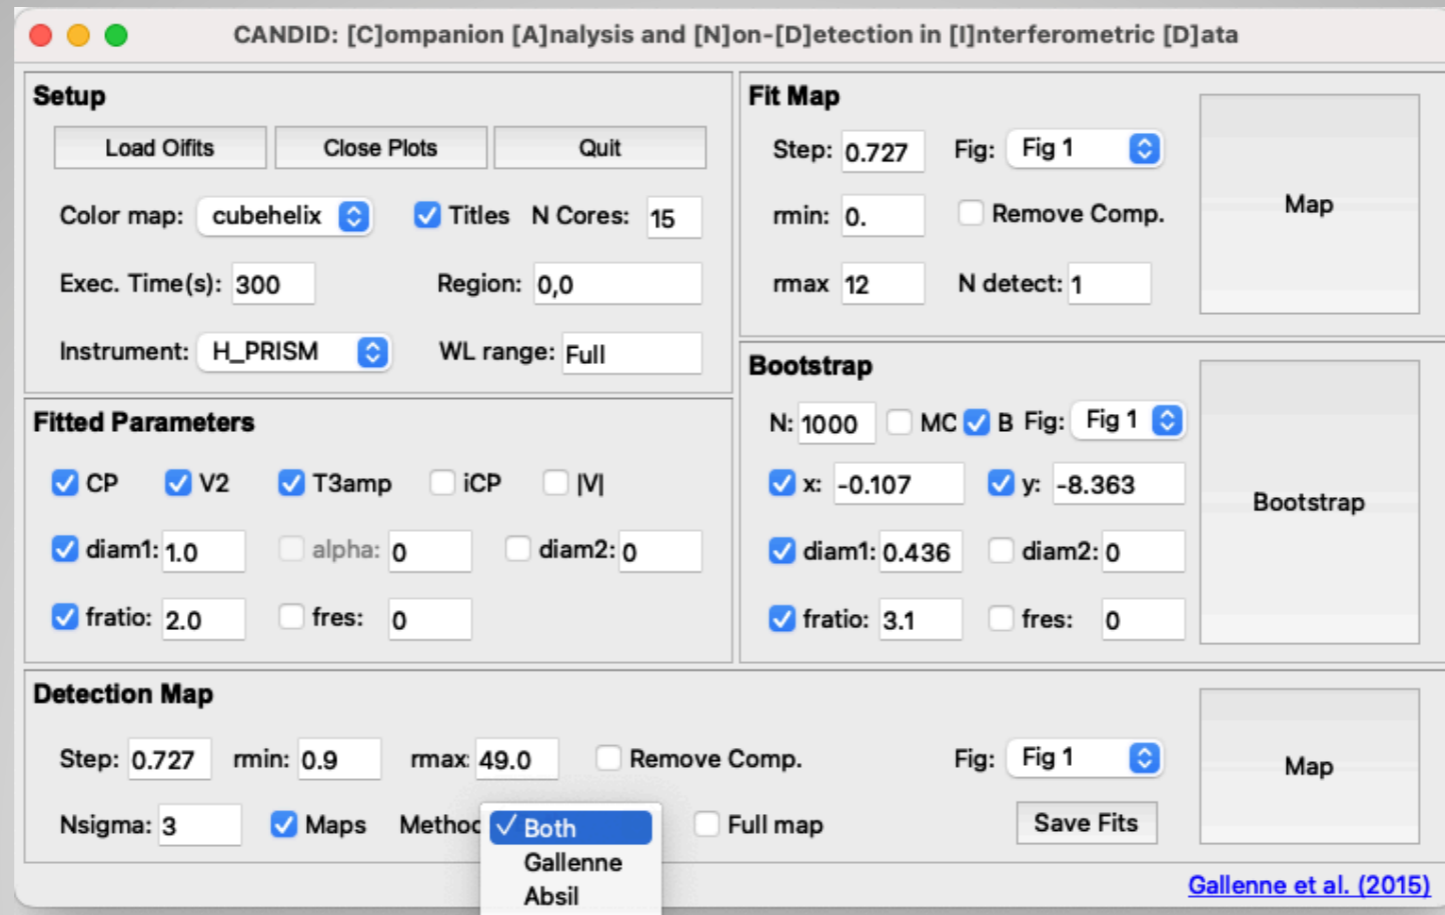 CANDID: [C]ompanion [A]nalysis and [N]on-[D]etection in [I]nterferometric [D]ata
Setup
Load Oifits Close Plots Quit
Color map: cubehelix Titles N Cores: 15
Exec. Time(s): 300 Region: 0,0
Instrument: H_PRISM WL range: Full
Fit Map
Step: 0.727 Fig: Fig 1
rmin: 0. Remove Comp.
rmax 12 N detect: 1
Map
Fitted Parameters
CP V2 T3amp iCP |V|
diam1: 1.0 alpha: 0 diam2: 0
fratio: 2.0 fres: 0
Bootstrap
N: 1000 MC B Fig: Fig 1
x: -0.107 y: -8.363
diam1: 0.436 diam2: 0
fratio: 3.1 fres: 0
Bootstrap
Detection Map
Step: 0.727 rmin: 0.9 rmax: 49.0 Remove Comp. Fig: Fig 1
Nsigma: 3 Maps Method Both Full map Save Fits
Gallenne
Absil
Map
Gallenne et al. (2015)